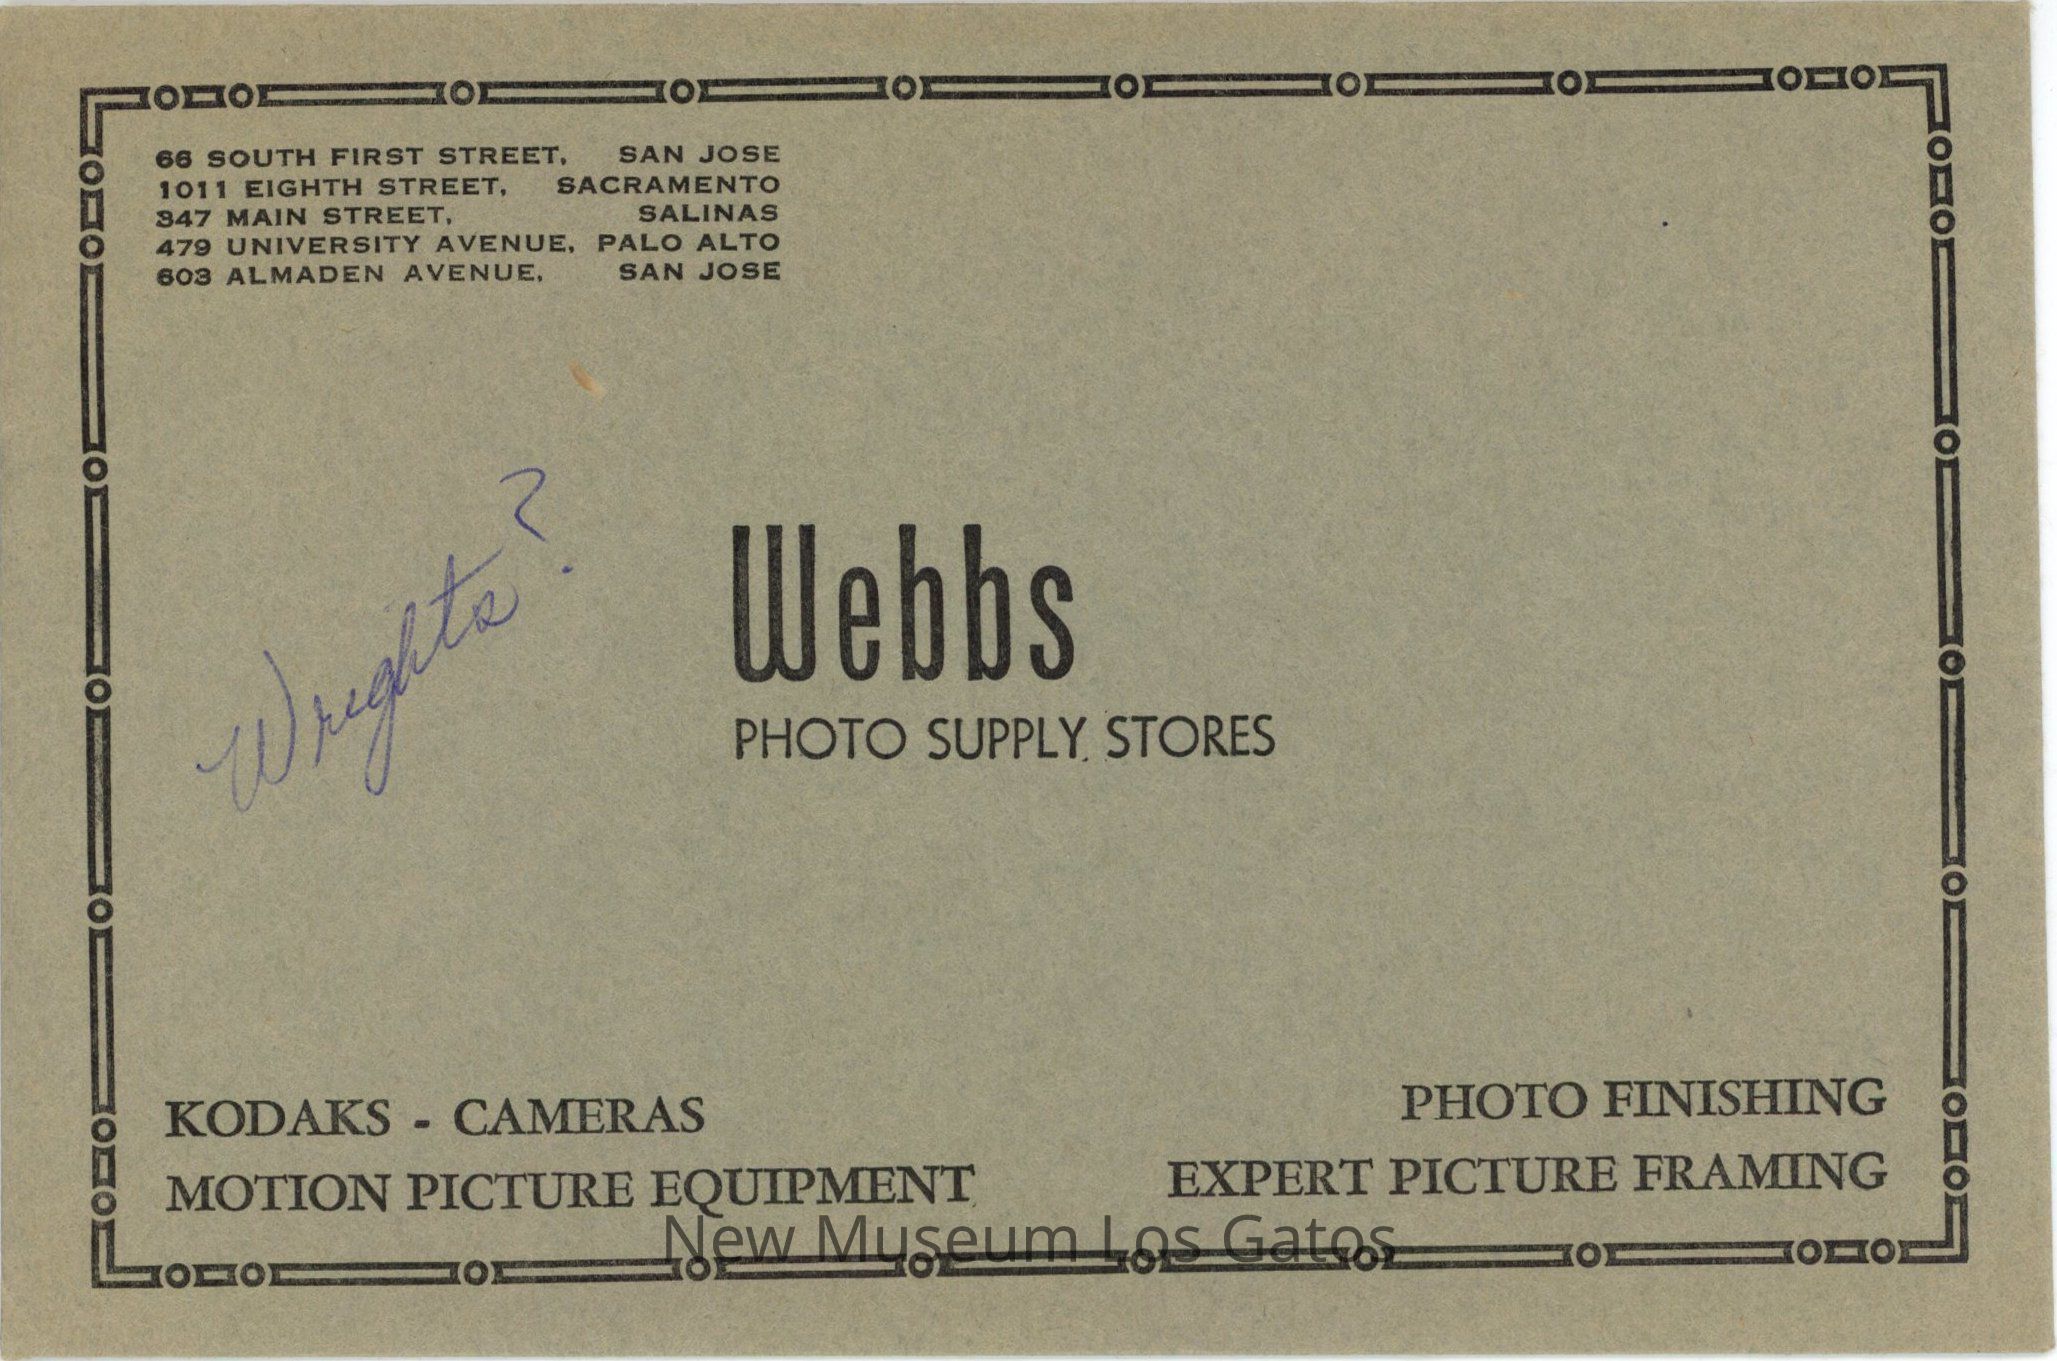 66 SOUTH FIRST STREET, SAN JOSE
1011 EIGHTH STREET, SACRAMENTO
347 MAIN STREET, SALINAS
479 UNIVERSITY AVENUE, PALO ALTO
603 ALMADEN AVENUE, SAN JOSE
Wrights?
Webbs
PHOTO SUPPLY STORES
KODAKS - CAMERAS
MOTION PICTURE EQUIPMENT
PHOTO FINISHING
EXPERT PICTURE FRAMING
New Museum Los Gatos